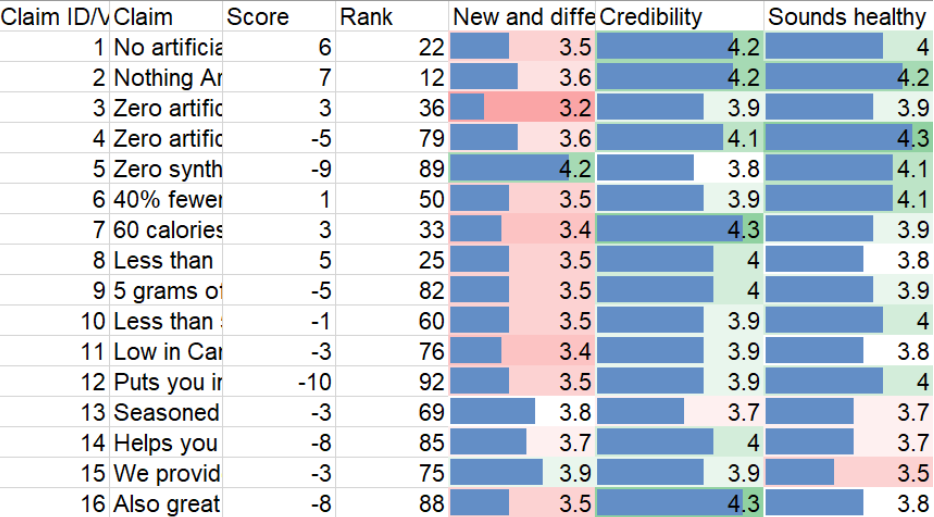 Claim ID/V Claim Score Rank New and diffe Credibility Sounds healthy
1 No artificia 6 22 3.5 4.2 4
2 Nothing Ar 7 12 3.6 4.2 4.2
3 Zero artific 3 36 3.2 3.9 3.9
4 Zero artific -5 79 3.6 4.1 4.3
5 Zero synth -9 89 4.2 3.8 4.1
6 40% fewer 1 50 3.5 3.9 4.1
7 60 calories 3 33 3.4 4.3 3.9
8 Less than 5 25 3.5 4 3.8
9 5 grams of -5 82 3.5 4 3.9
10 Less than -1 60 3.5 3.9 4
11 Low in Car -3 76 3.4 3.9 3.8
12 Puts you in -10 92 3.5 3.9 4
13 Seasoned -3 69 3.8 3.7 3.7
14 Helps you -8 85 3.7 4 3.7
15 We provid -3 75 3.9 3.9 3.5
16 Also great -8 88 3.5 4.3 3.8